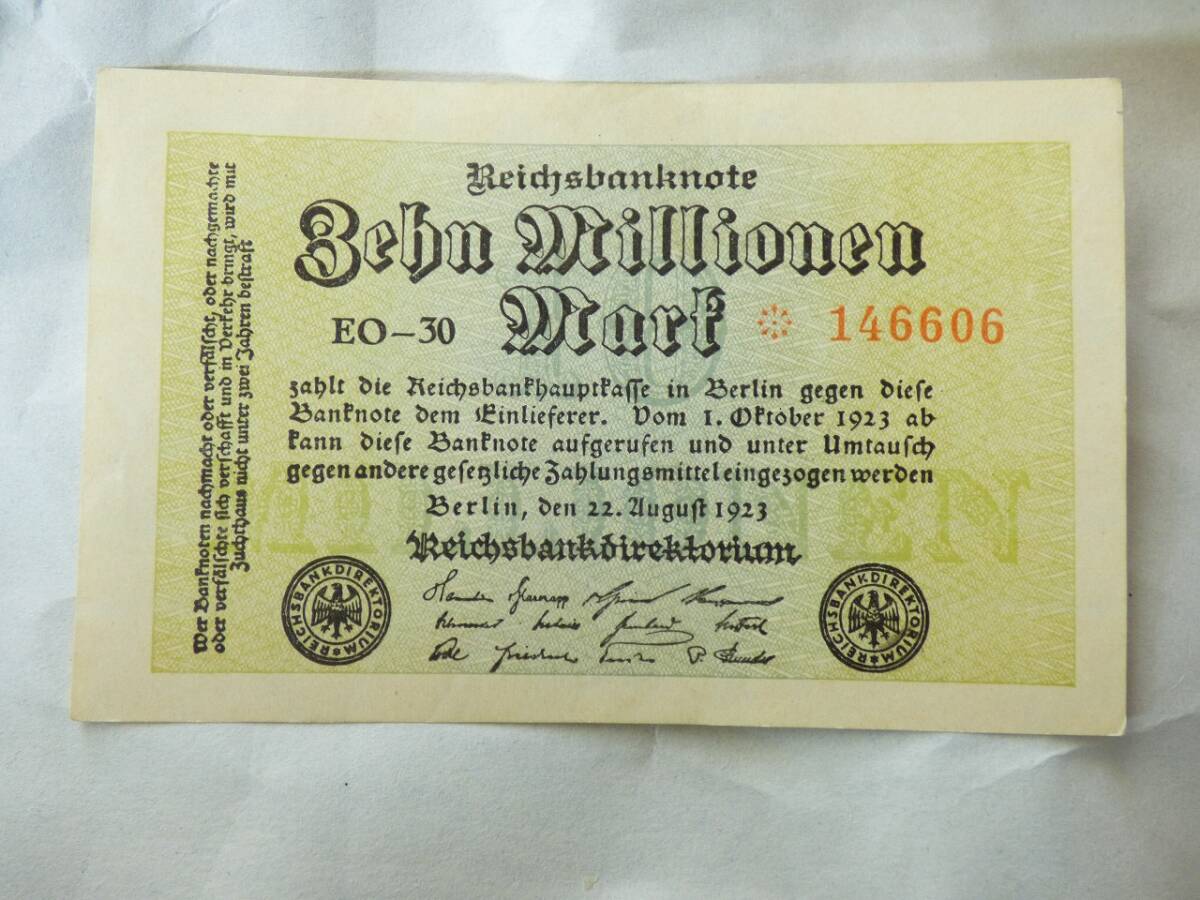 Reichsbanknote
Zehn Millionen
Mark
EO-30
146606
zahlt die Reichsbankhauptkasse in Berlin gegen diese
Banknote dem Einlieferer. Vom 1. Oktober 1923 ab
kann diese Banknote aufgerufen und unter Umtausch
gegen andere gesetzliche Zahlungsmittel eingezogen werden
Berlin, den 22. August 1923
Reichsbankdirektorium
REICHSBANKDIREKTORIUM
REICHSBANKDIREKTORIUM
Wer Banknoten nachmacht oder verfälscht, oder nachgemachte
oder verfälschte sich verschafft und in Verkehr bringt, wird mit
Zuchthaus nicht unter zwei Jahren bestraft